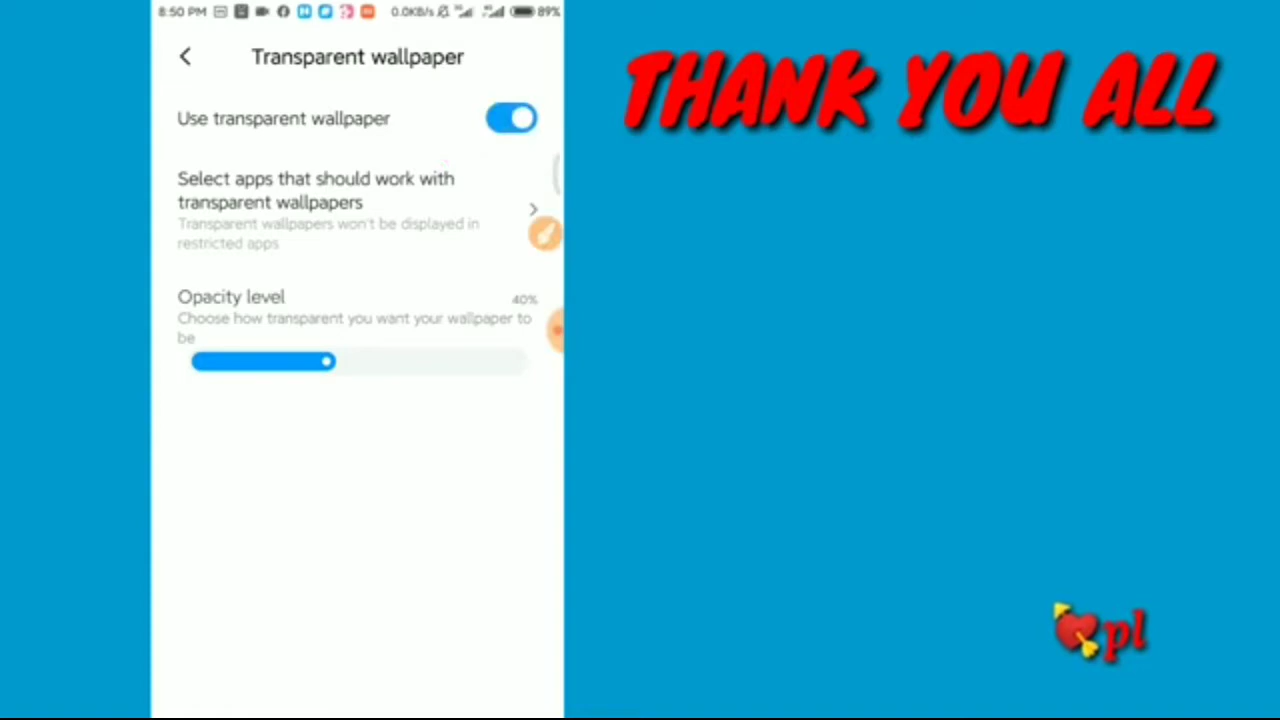 8:50 PM 0.0KB/s 89%
Transparent wallpaper
Use transparent wallpaper
Select apps that should work with
transparent wallpapers
Transparent wallpapers won't be displayed in
restricted apps
Opacity level 40%
Choose how transparent you want your wallpaper to
be
THANK YOU ALL
pl